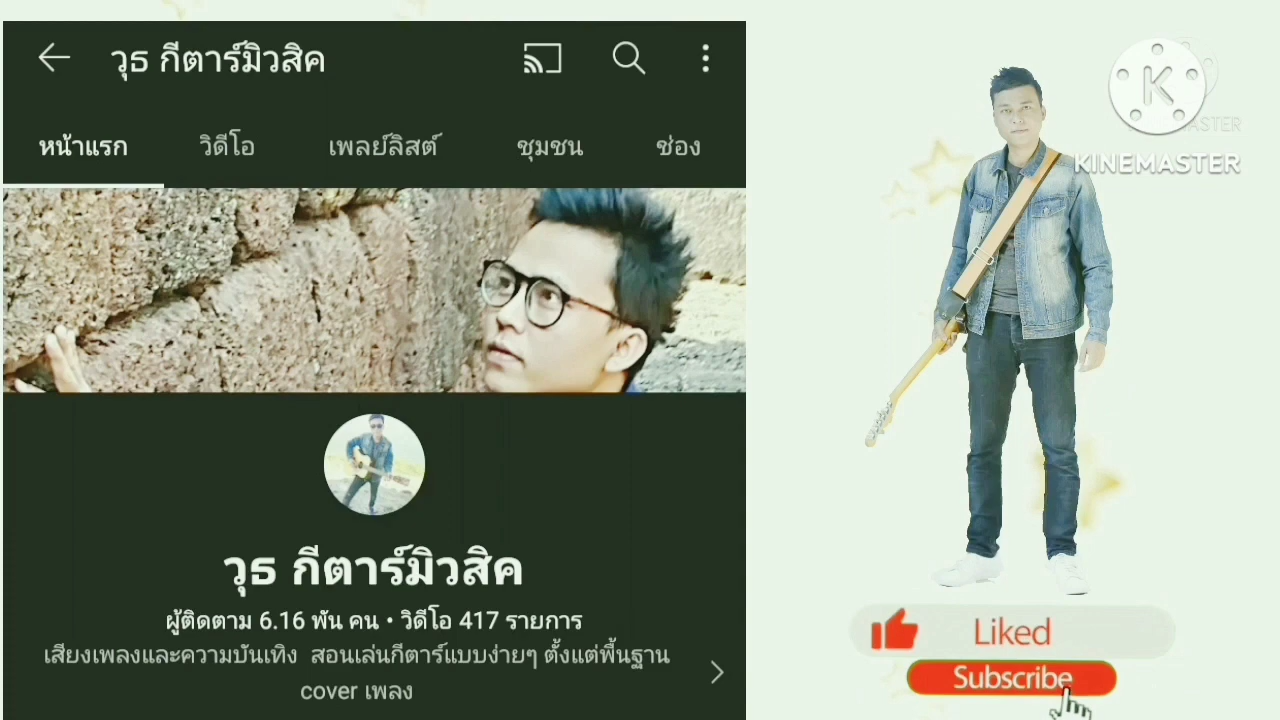 วุธ กีตาร์มิวสิค
หน้าแรก วิดีโอ เพลย์ลิสต์ ชุมชน ช่อง
วุธ กีตาร์มิวสิค
ผู้ติดตาม 6.16 พัน คน • วิดีโอ 417 รายการ
เสียงเพลงและความบันเทิง สอนเล่นกีตาร์แบบง่ายๆ ตั้งแต่พื้นฐาน
cover เพลง
K
KINEMASTER
Liked
Subscribe